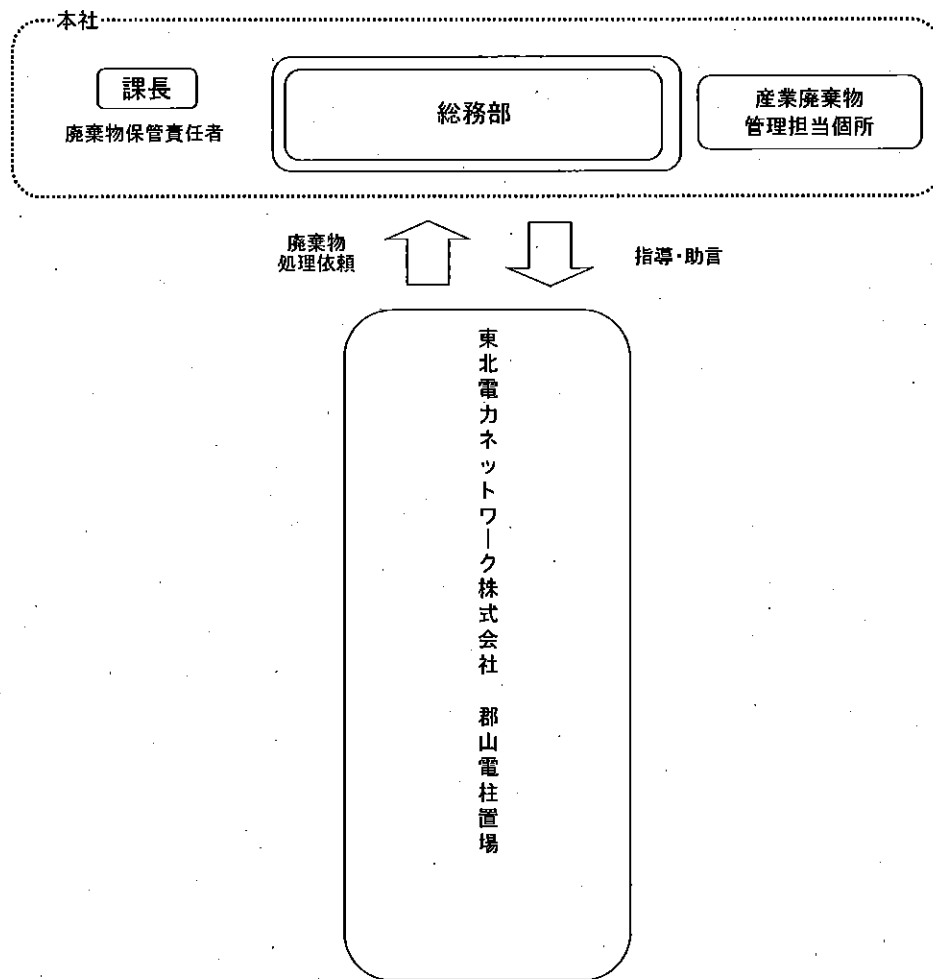 本社
課長
廃棄物保管責任者
総務部
産業廃棄物
管理担当個所
廃棄物
処理依頼
指導・助言
東北電力ネットワーク株式会社　郡山電柱置場